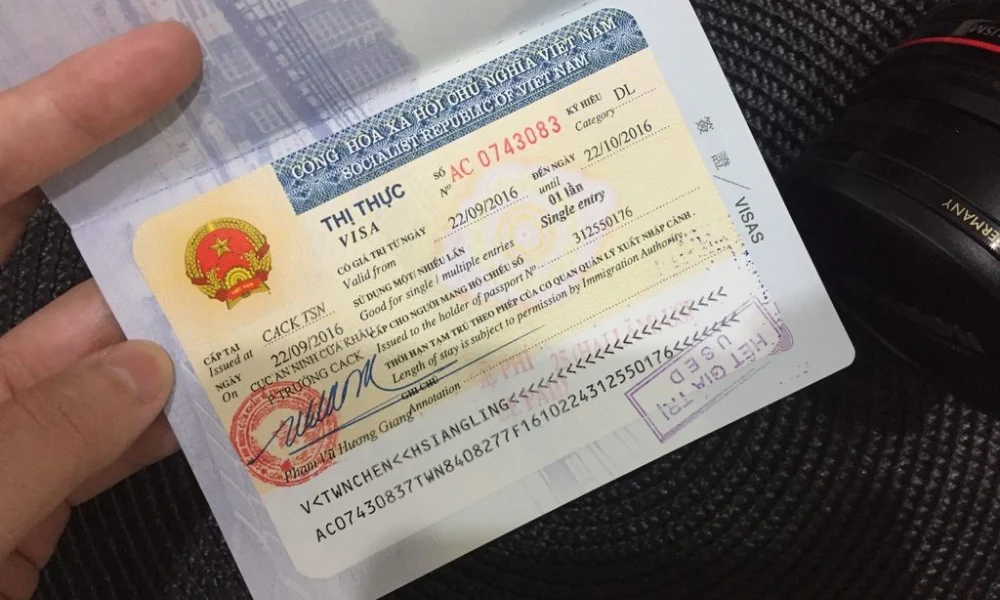 CỘNG HÒA XÃ HỘI CHỦ NGHĨA VIỆT NAM
SOCIALIST REPUBLIC OF VIET NAM
THỊ THỰC
VISA
SỐ
Nº AC 0743083
KÝ HIỆU
Category DL
CÓ GIÁ TRỊ TỪ NGÀY
Valid from 22/09/2016
ĐẾN NGÀY
until 22/10/2016
SỬ DỤNG MỘT/NHIỀU LẦN 01 lần
Good for single / multiple entries Single entry
CẤP CHO NGƯỜI MANG HỘ CHIẾU SỐ
Issued to the holder of passport Nº 312550176
THỜI HẠN TẠM TRÚ THEO PHÉP CỦA CƠ QUAN QUẢN LÝ XUẤT NHẬP CẢNH
Length of stay is subject to permission by Immigration Authority
GHI CHÚ
Annotation
CẤP TẠI
Issued at CACK TSN
NGÀY
On 22/09/2016
CỤC AN NINH CỬA KHẨU
P.TRƯỞNG CACK
Phạm Vũ Hương Giang
VIỆT NAM
HẾT GIÁ TRỊ
USED
V<TWNCHEN<<HSIANGLING<<<<<<<<<<<<<<<<<<<<<<
AC07430837TWN8408277F1610224312550176<<<<<<<
簽證/VISAS
GERMANY